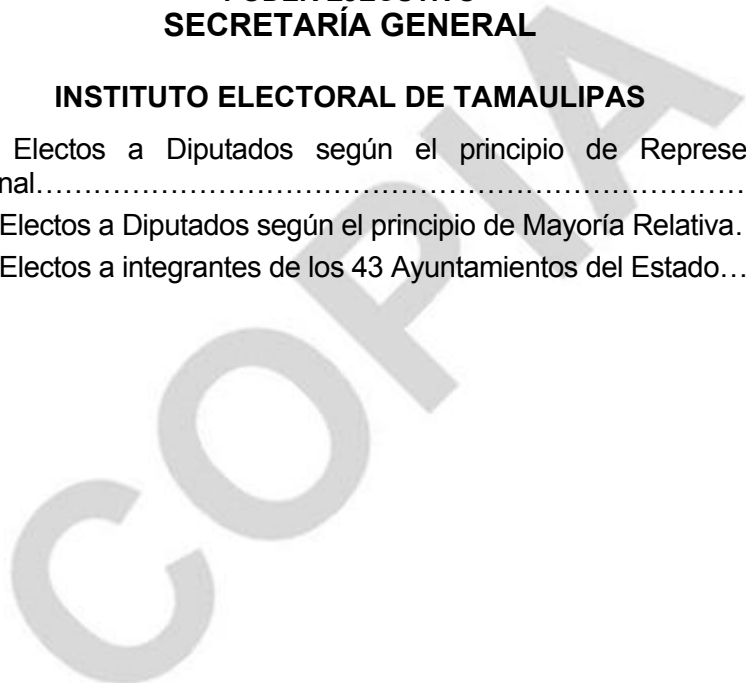 SECRETARÍA GENERAL
INSTITUTO ELECTORAL DE TAMAULIPAS
Electos a Diputados según el principio de Represe
nal……………………………………………………………………
Electos a Diputados según el principio de Mayoría Relativa.
Electos a integrantes de los 43 Ayuntamientos del Estado…
COPIA